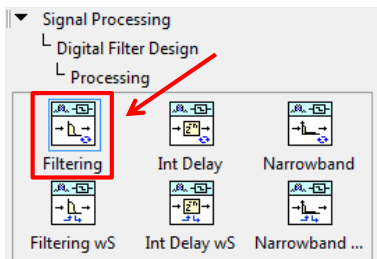 Signal Processing
Digital Filter Design
Processing
Filtering Int Delay Narrowband
Filtering wS Int Delay wS Narrowband ...